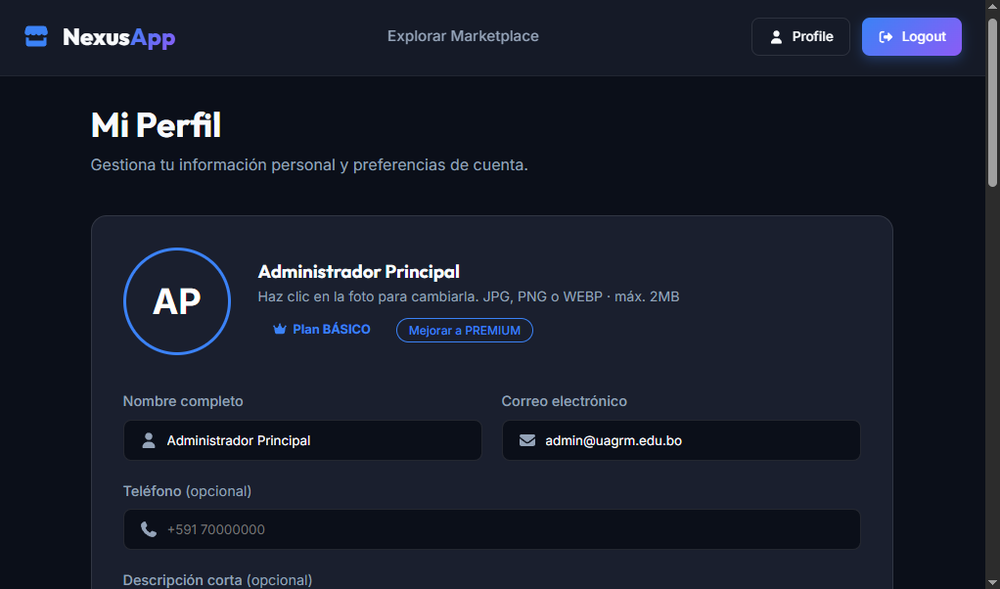 NexusApp
Explorar Marketplace
Profile
Logout
Mi Perfil
Gestiona tu información personal y preferencias de cuenta.
AP
Administrador Principal
Haz clic en la foto para cambiarla. JPG, PNG o WEBP · máx. 2MB
Plan BÁSICO
Mejorar a PREMIUM
Nombre completo
Correo electrónico
Administrador Principal
admin@uagrm.edu.bo
Teléfono (opcional)
+591 70000000
Descripción corta (opcional)